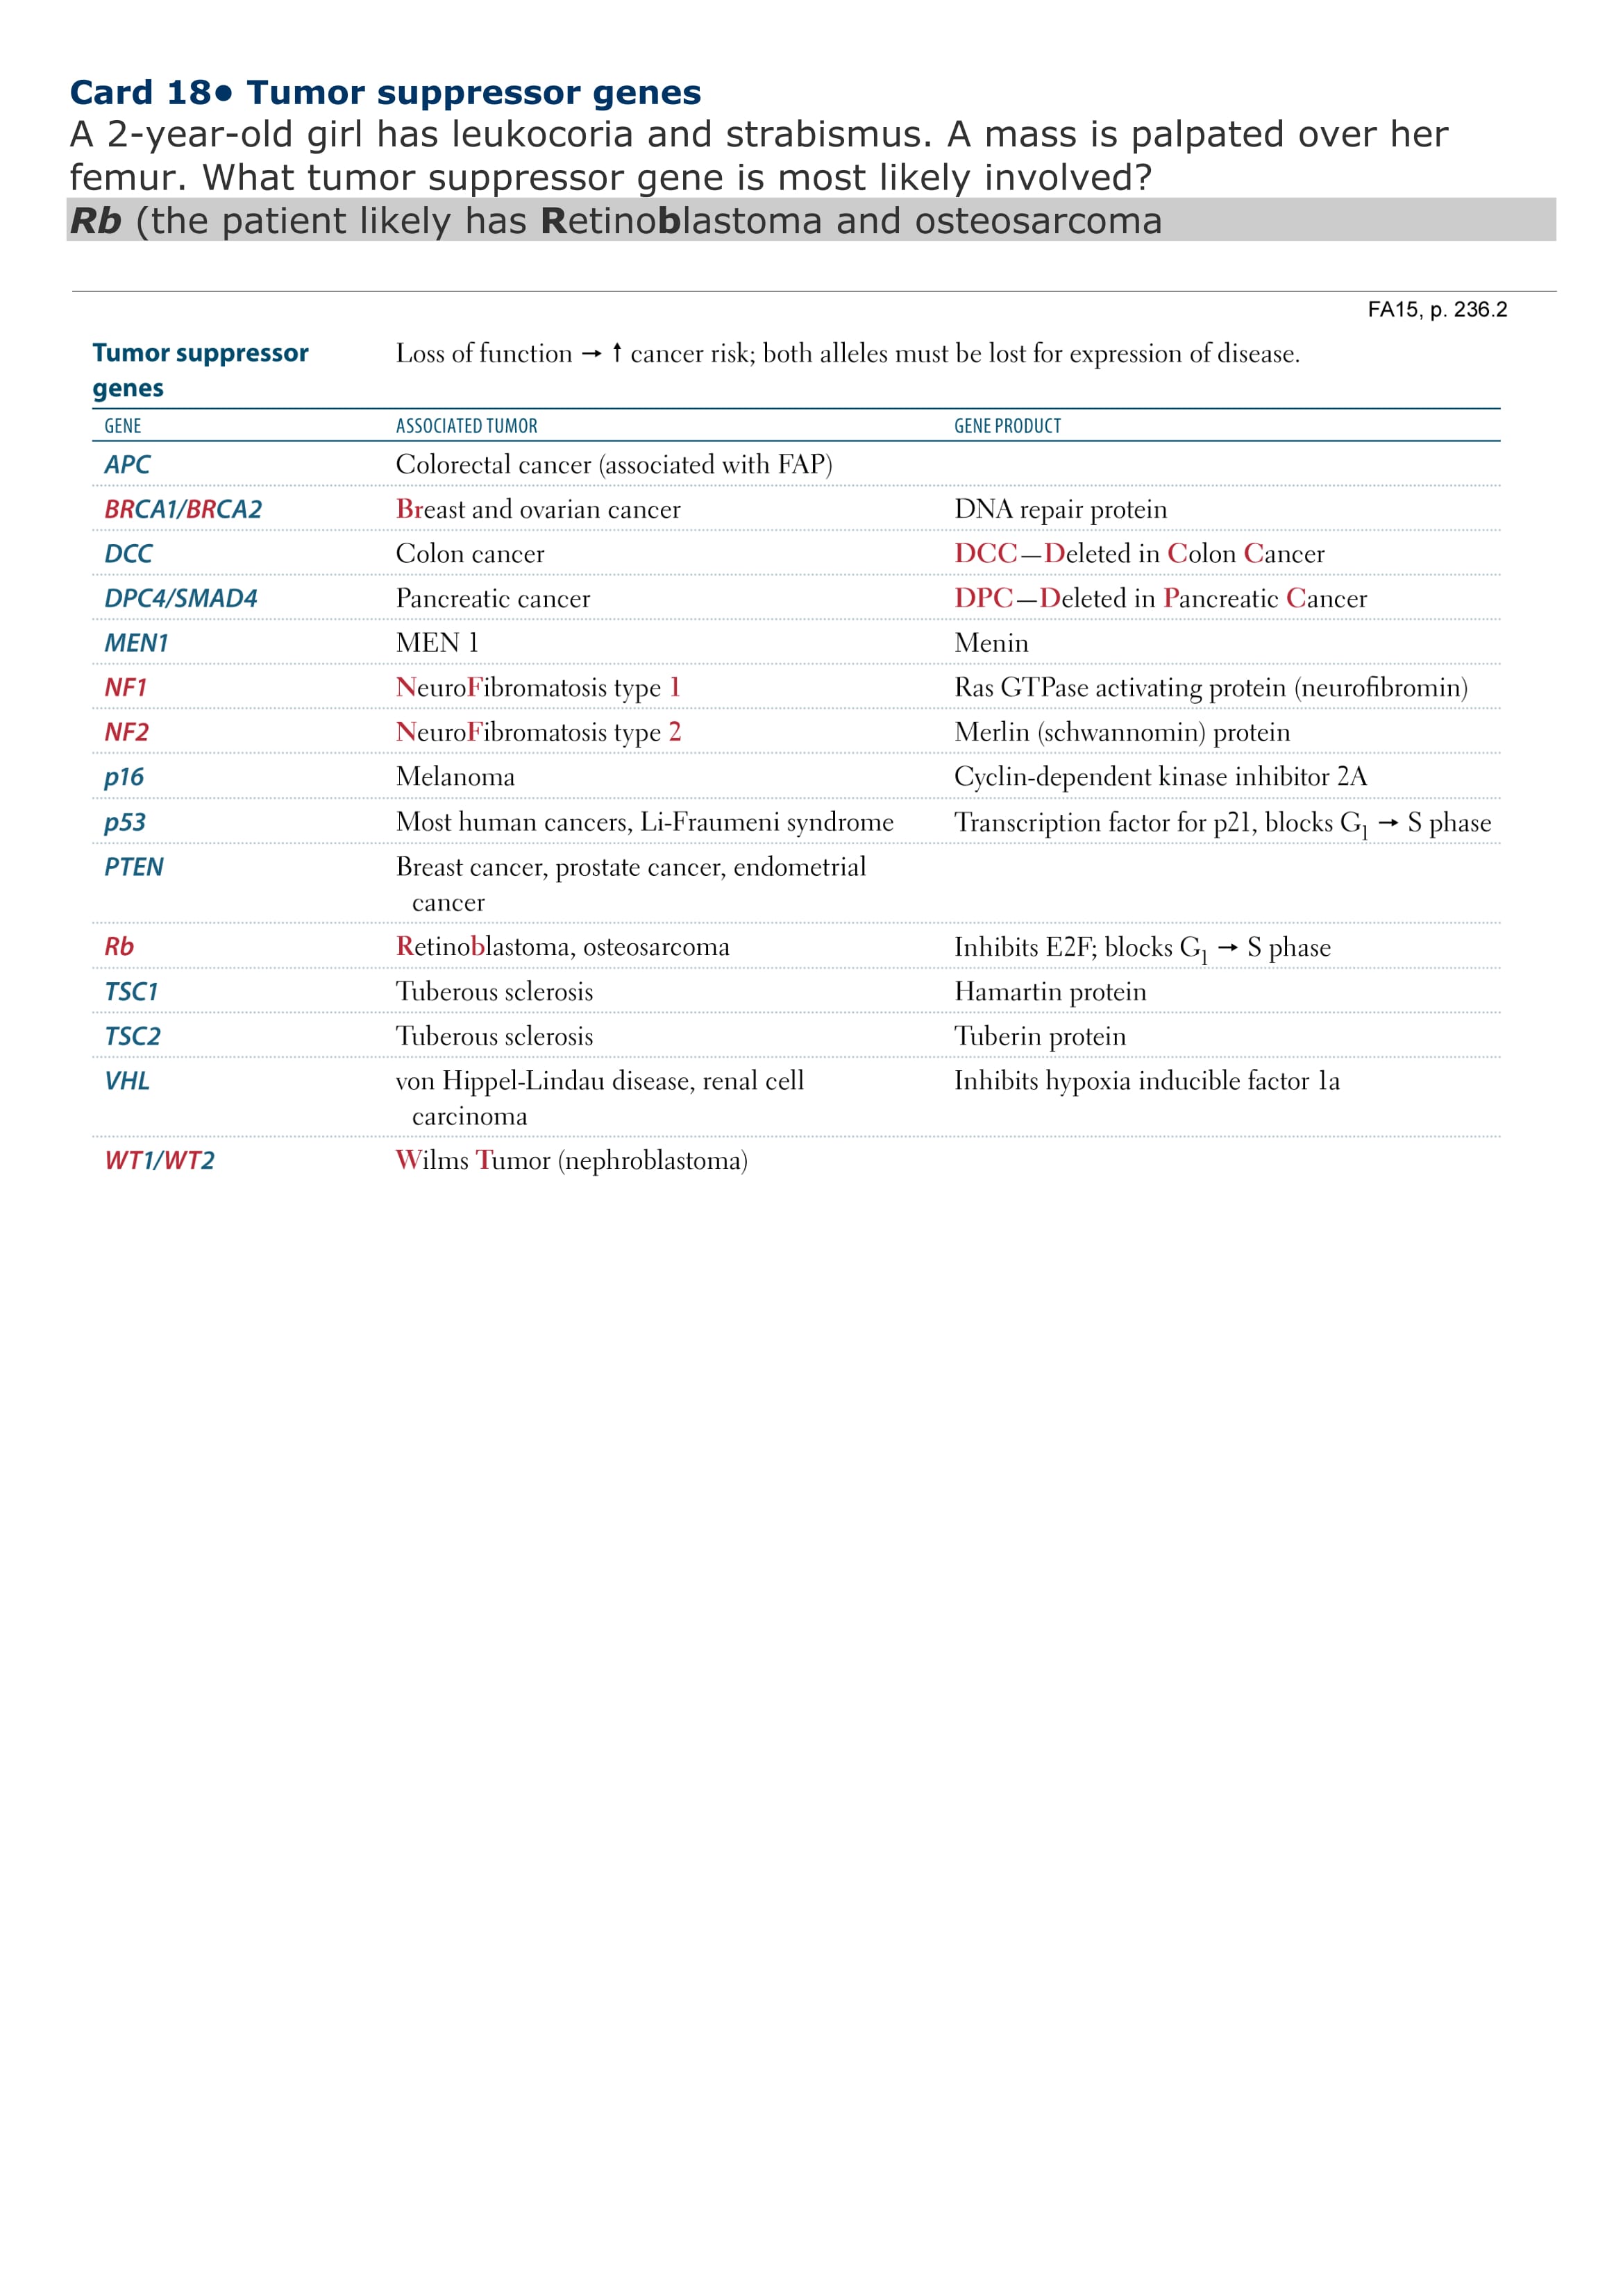 Card 18● Tumor suppressor genes
A 2-year-old girl has leukocoria and strabismus. A mass is palpated over her
femur. What tumor suppressor gene is most likely involved?
Rb (the patient likely has Retinoblastoma and osteosarcoma
FA15, p. 236.2
Tumor suppressor genes
Loss of function → ↑ cancer risk; both alleles must be lost for expression of disease.
GENE ASSOCIATED TUMOR GENE PRODUCT
APC Colorectal cancer (associated with FAP)
BRCA1/BRCA2 Breast and ovarian cancer DNA repair protein
DCC Colon cancer DCC—Deleted in Colon Cancer
DPC4/SMAD4 Pancreatic cancer DPC—Deleted in Pancreatic Cancer
MEN1 MEN 1 Menin
NF1 NeuroFibromatosis type 1 Ras GTPase activating protein (neurofibromin)
NF2 NeuroFibromatosis type 2 Merlin (schwannomin) protein
p16 Melanoma Cyclin-dependent kinase inhibitor 2A
p53 Most human cancers, Li-Fraumeni syndrome Transcription factor for p21, blocks G1 → S phase
PTEN Breast cancer, prostate cancer, endometrial
cancer
Rb Retinoblastoma, osteosarcoma Inhibits E2F; blocks G1 → S phase
TSC1 Tuberous sclerosis Hamartin protein
TSC2 Tuberous sclerosis Tuberin protein
VHL von Hippel-Lindau disease, renal cell Inhibits hypoxia inducible factor 1a
carcinoma
WT1/WT2 Wilms Tumor (nephroblastoma)